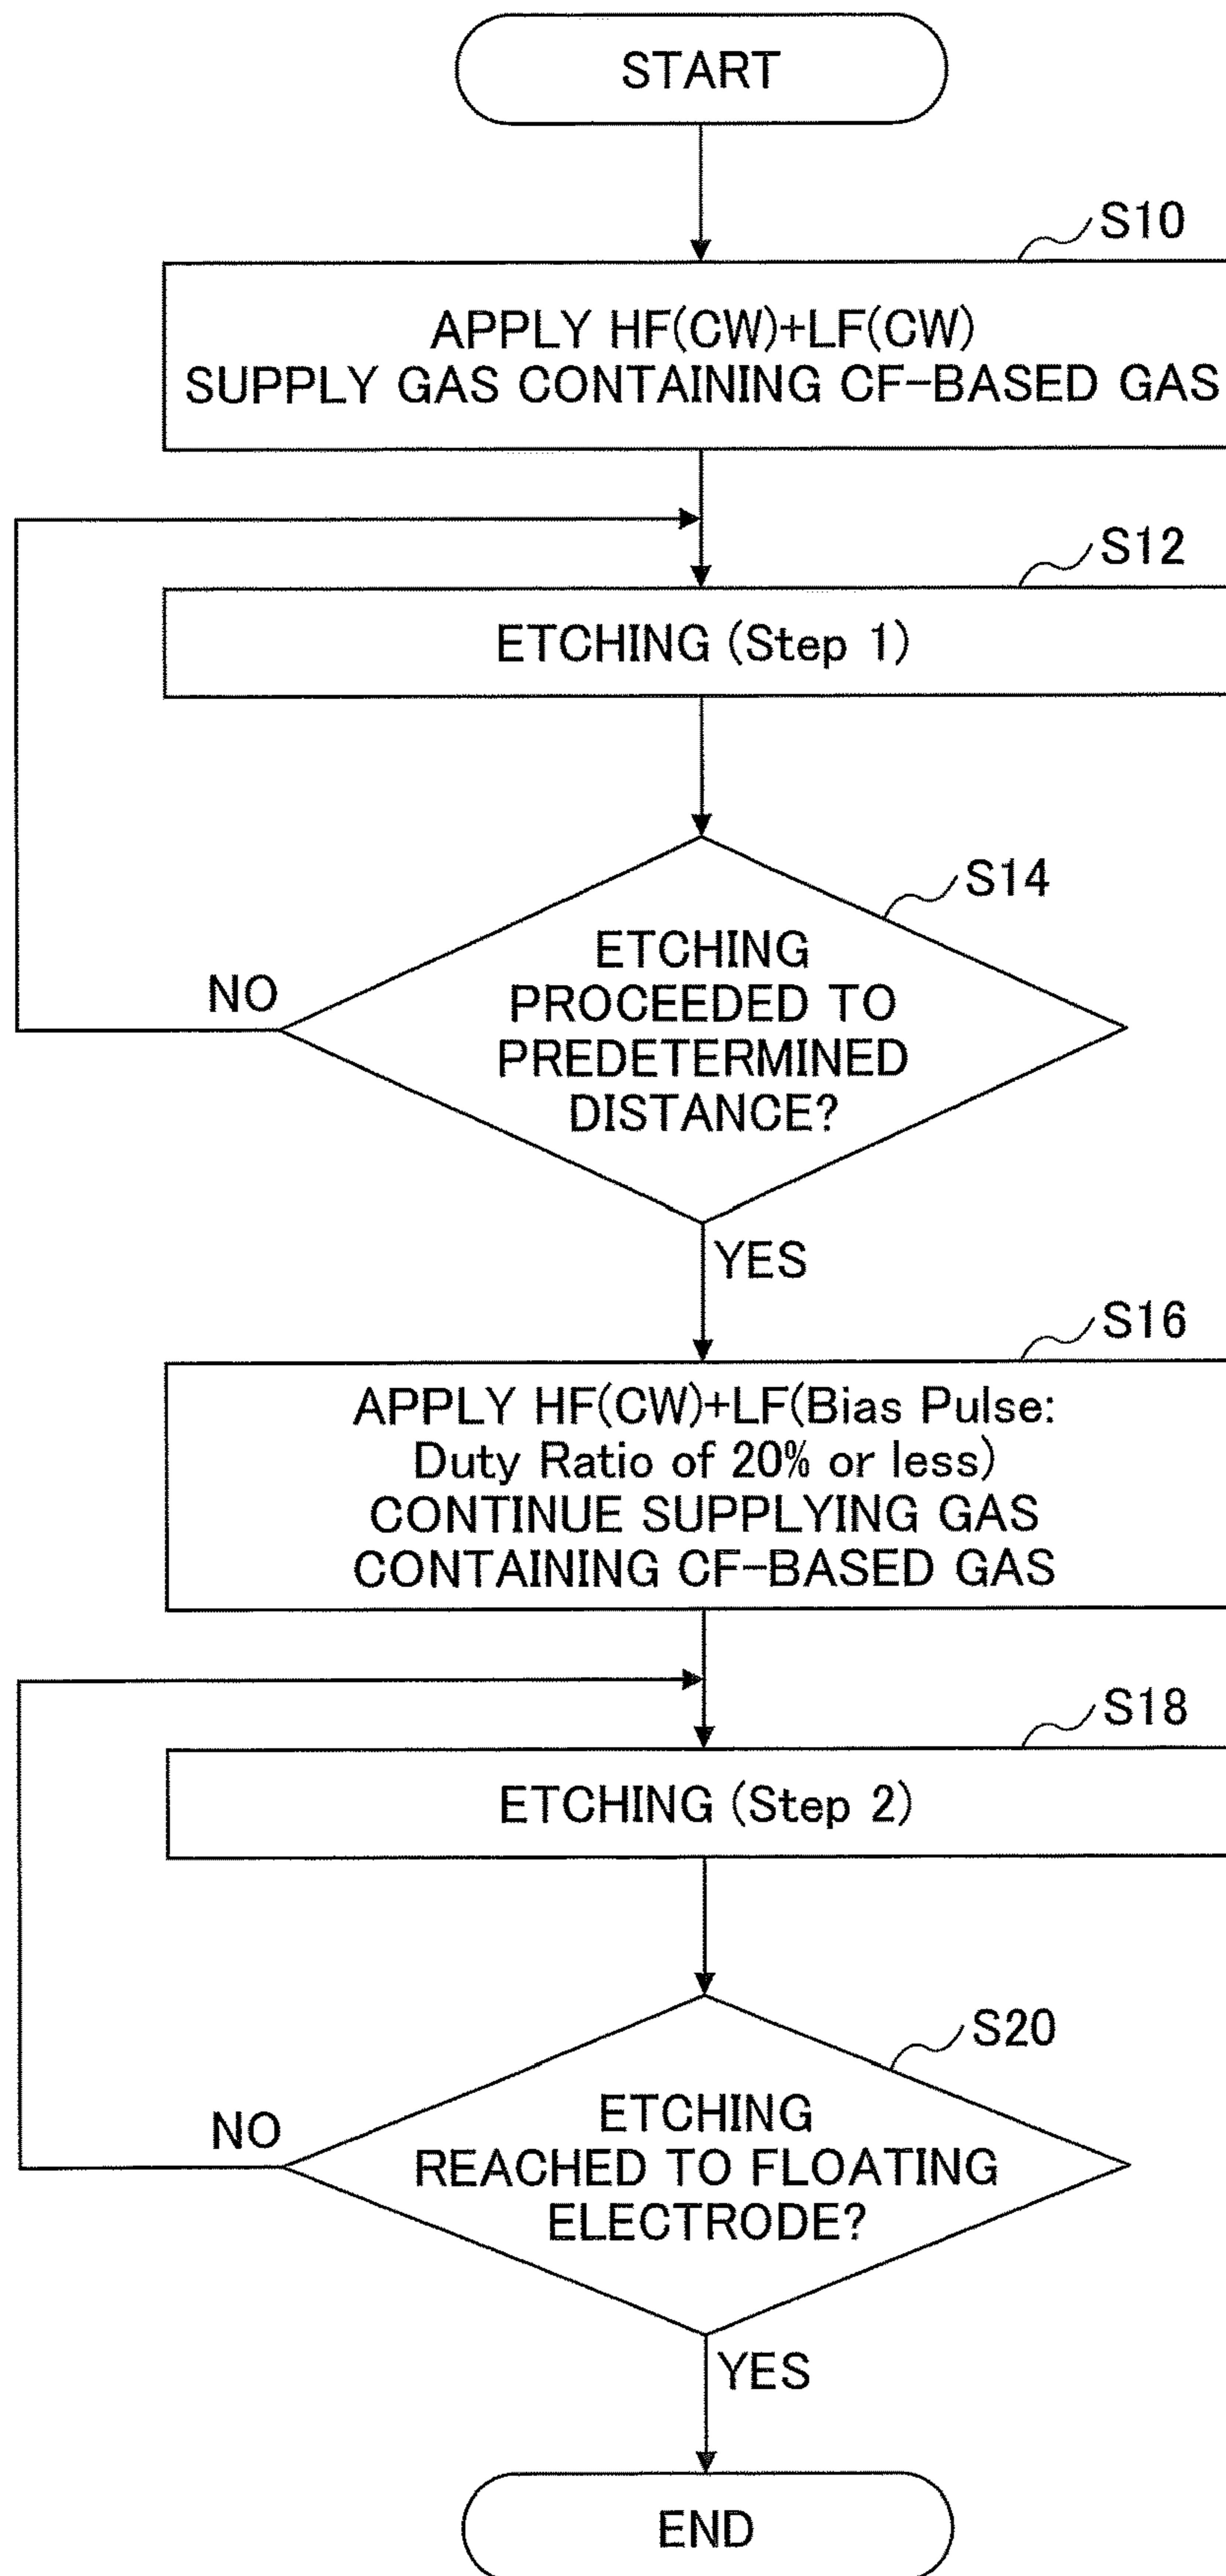 START
S10
APPLY HF(CW)+LF(CW)
SUPPLY GAS CONTAINING CF-BASED GAS
S12
ETCHING (Step 1)
S14
ETCHING
PROCEEDED TO
PREDETERMINED
DISTANCE?
NO
YES
S16
APPLY HF(CW)+LF(Bias Pulse:
Duty Ratio of 20% or less)
CONTINUE SUPPLYING GAS
CONTAINING CF-BASED GAS
S18
ETCHING (Step 2)
S20
ETCHING
REACHED TO FLOATING
ELECTRODE?
NO
YES
END